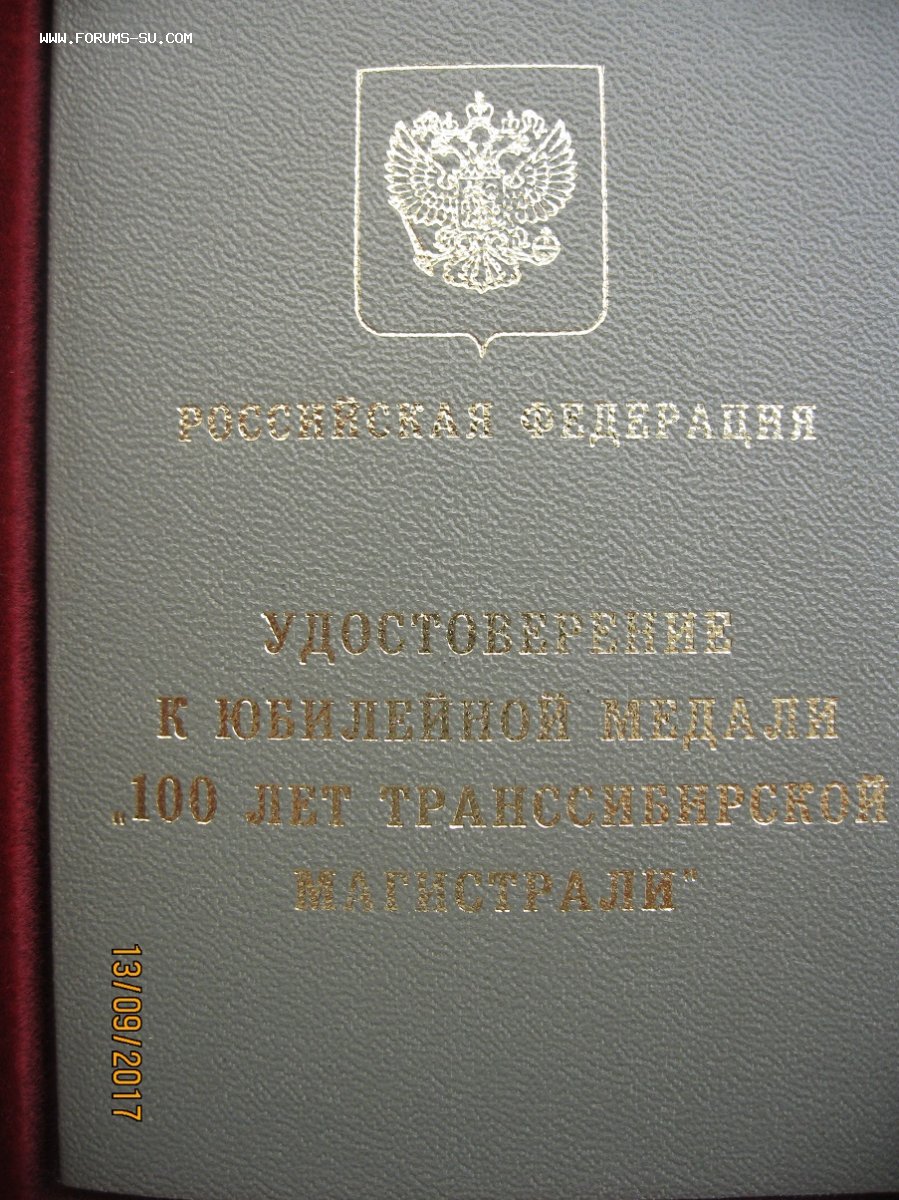 WWW.FORUMS-SU.COM
РОССИЙСКАЯ ФЕДЕРАЦИЯ
УДОСТОВЕРЕНИЕ
К ЮБИЛЕЙНОЙ МЕДАЛИ
„100 ЛЕТ ТРАНССИБИРСКОЙ
МАГИСТРАЛИ"
13/09/2017